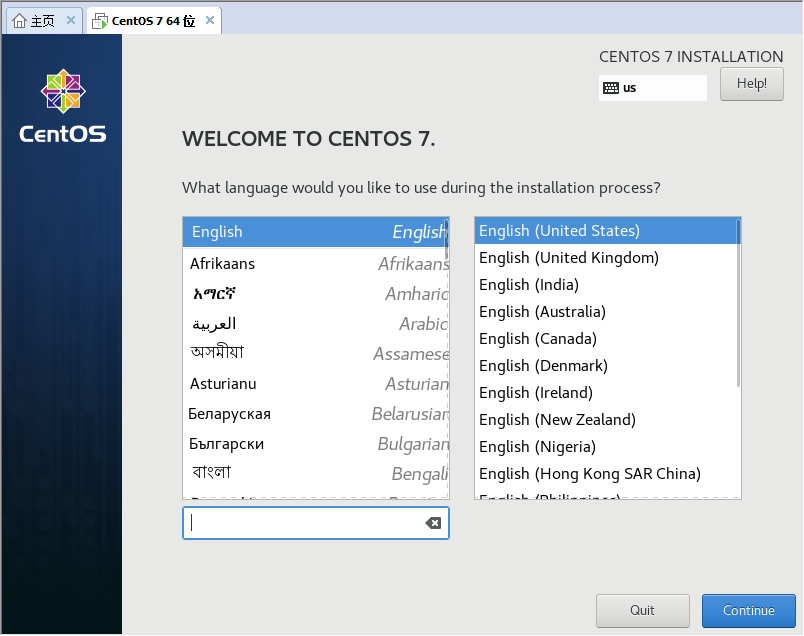 主页
CentOS 7 64 位
CENTOS 7 INSTALLATION
us
Help!
CentOS
WELCOME TO CENTOS 7.
What language would you like to use during the installation process?
English English
Afrikaans Afrikaans
አማርኛ Amharic
العربية Arabic
অসমীয়া Assamese
Asturianu Asturian
Беларуская Belarusian
Български Bulgarian
বাংলা Bengali
English (United States)
English (United Kingdom)
English (India)
English (Australia)
English (Canada)
English (Denmark)
English (Ireland)
English (New Zealand)
English (Nigeria)
English (Hong Kong SAR China)
English (Philippines)
Quit
Continue